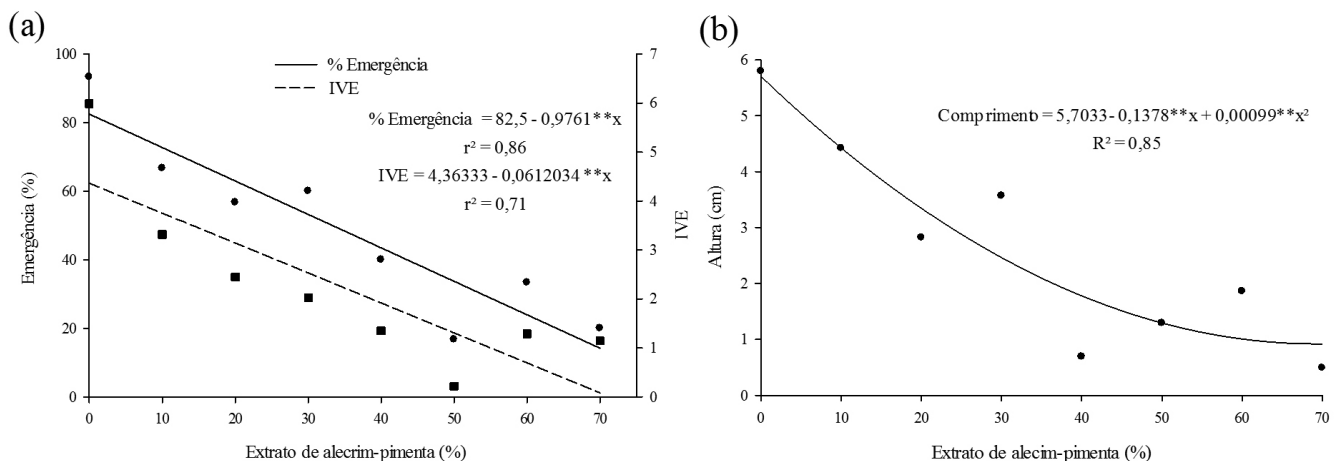 (a)
100
80
60
40
20
0
Emergência (%)
7
6
5
4
3
2
1
0
IVE
% Emergência
IVE
% Emergência = 82,5 - 0,9761**x
r² = 0,86
IVE = 4,36333 - 0,0612034 **x
r² = 0,71
0 10 20 30 40 50 60 70
Extrato de alecrim-pimenta (%)
(b)
6
5
4
3
2
1
0
Altura (cm)
Comprimento = 5,7033 - 0,1378**x + 0,00099**x²
R² = 0,85
0 10 20 30 40 50 60 70
Extrato de alecim-pimenta (%)